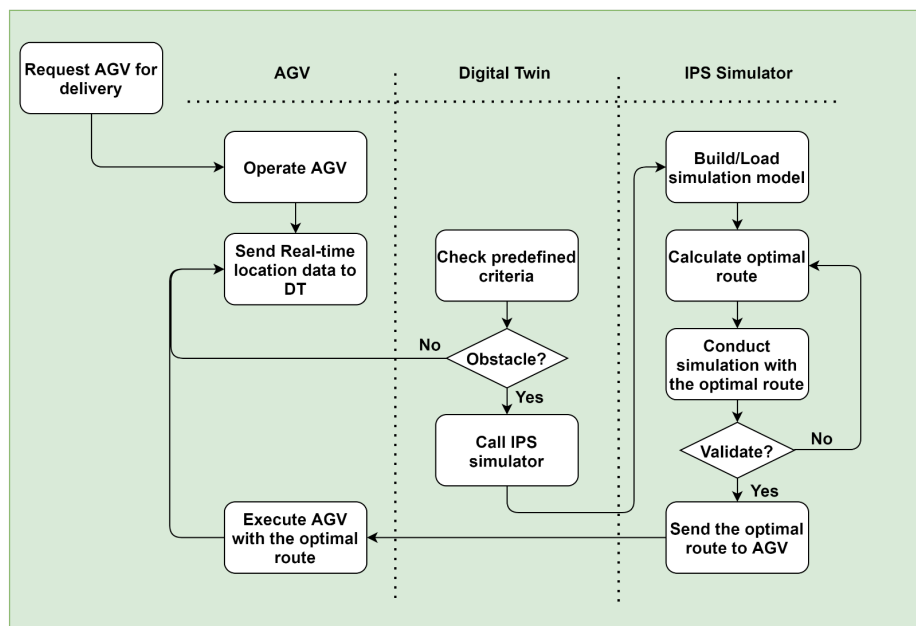 Request AGV for
delivery
AGV
Digital Twin
IPS Simulator
Operate AGV
Send Real-time
location data to
DT
Check predefined
criteria
No
Obstacle?
Yes
Call IPS
simulator
Build/Load
simulation model
Calculate optimal
route
Conduct
simulation with
the optimal route
Validate?
No
Yes
Send the optimal
route to AGV
Execute AGV
with the optimal
route